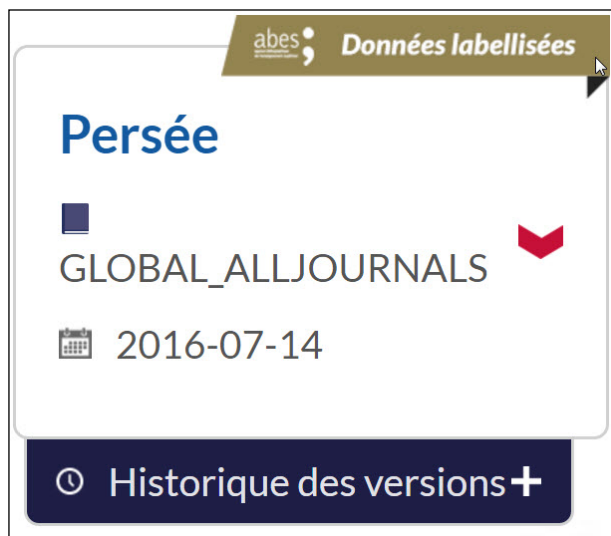 abes Données labellisées
Persée
GLOBAL_ALLJOURNALS
2016-07-14
Historique des versions +